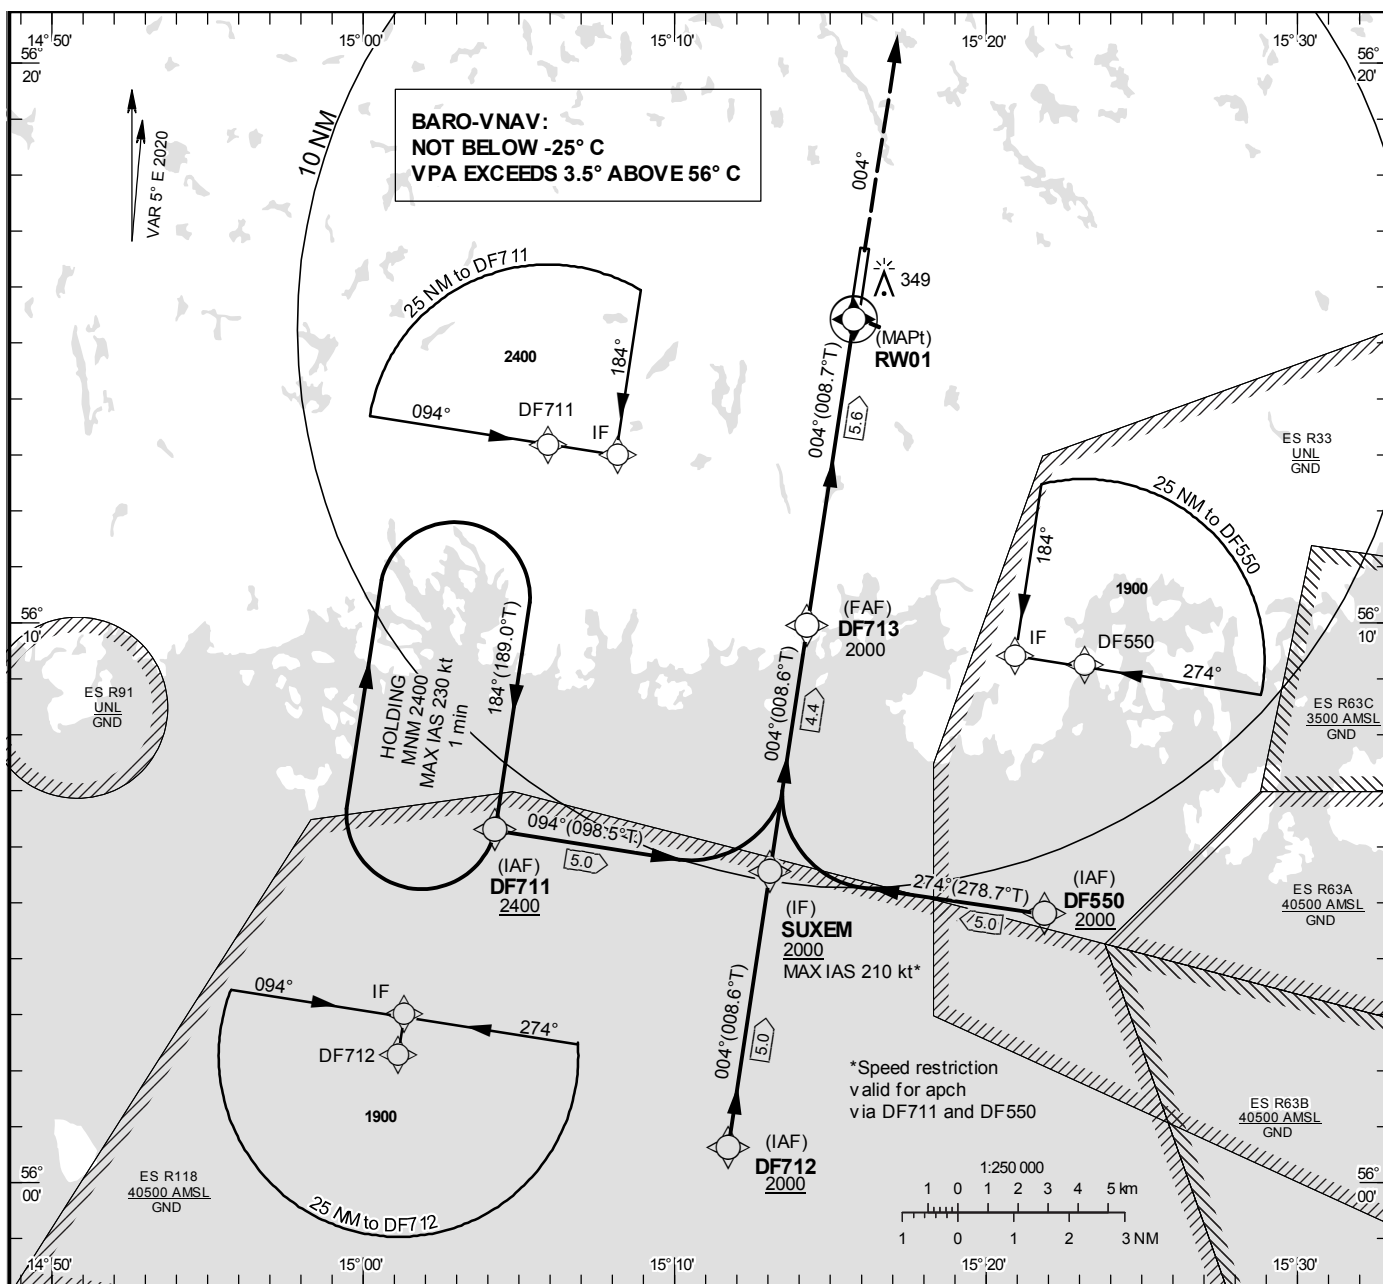 14°50'
15°00'
15°10'
15°20'
15°30'
56°
20'
56°
20'
10 NM
BARO-VNAV:
NOT BELOW -25° C
VPA EXCEEDS 3.5° ABOVE 56° C
VAR 5° E 2020
004°
25 NM to DF711
2400
184°
094°
DF711
IF
349
(MAPt)
RW01
004°(008.7°T)
5.6
ES R33
UNL
GND
25 NM to DF550
184°
1900
IF
DF550
274°
56°
10'
56°
10'
(FAF)
DF713
2000
004°(008.6°T)
4.4
184°(189.0°T)
HOLDING
MNM 2400
MAX IAS 230 kt
1 min
ES R91
UNL
GND
ES R63C
3500 AMSL
GND
094°(098.5°T)
5.0
(IAF)
DF711
2400
(IF)
SUXEM
2000
MAX IAS 210 kt*
274°(278.7°T)
5.0
(IAF)
DF550
2000
ES R63A
40500 AMSL
GND
094°
IF
274°
DF712
1900
25 NM to DF712
004°(008.6°T)
5.0
*Speed restriction
valid for apch
via DF711 and DF550
(IAF)
DF712
2000
ES R63B
40500 AMSL
GND
ES R118
40500 AMSL
GND
56°
00'
56°
00'
1:250 000
1 0 1 2 3 4 5 km
1 0 1 2 3 NM
14°50'
15°00'
15°10'
15°20'
15°30'